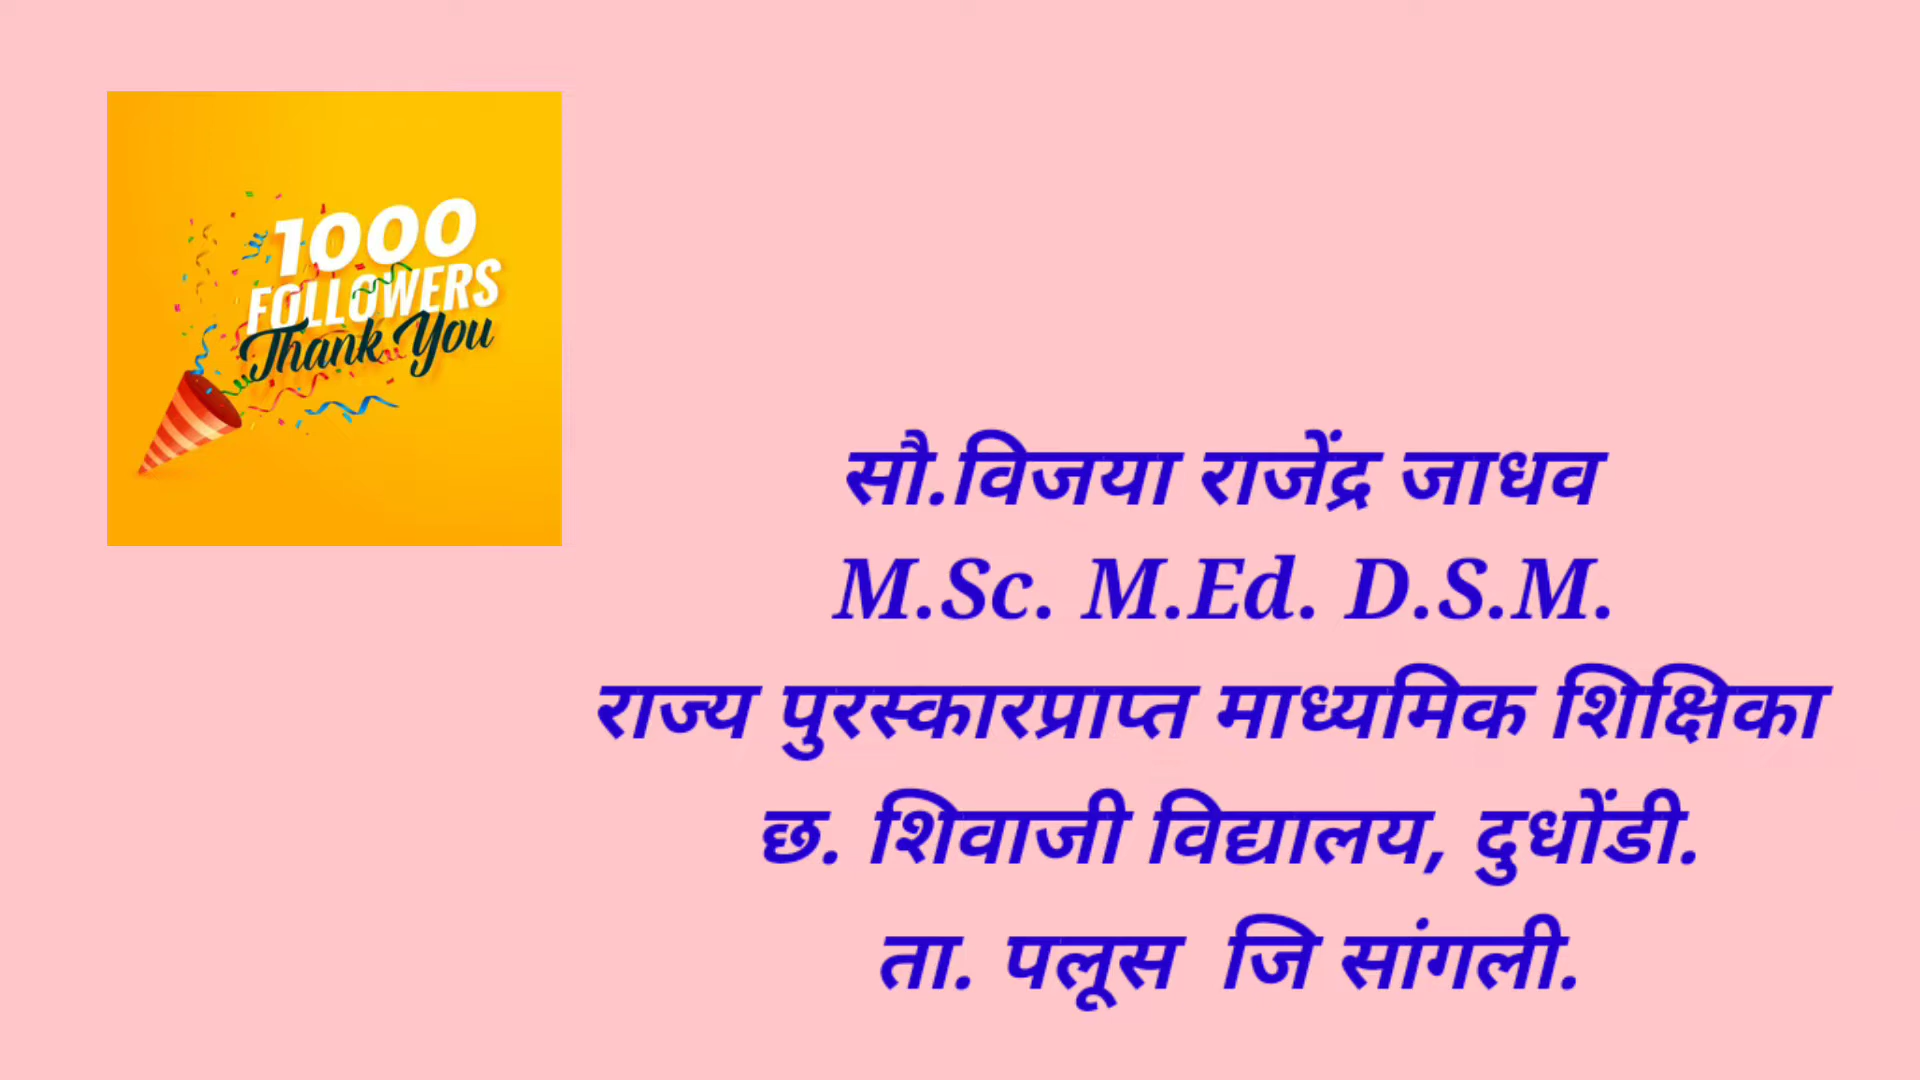 1000
FOLLOWERS
Thank You
सौ.विजया राजेंद्र जाधव
M.Sc. M.Ed. D.S.M.
राज्य पुरस्कारप्राप्त माध्यमिक शिक्षिका
छ. शिवाजी विद्यालय, दुधोंडी.
ता. पलूस  जि सांगली.